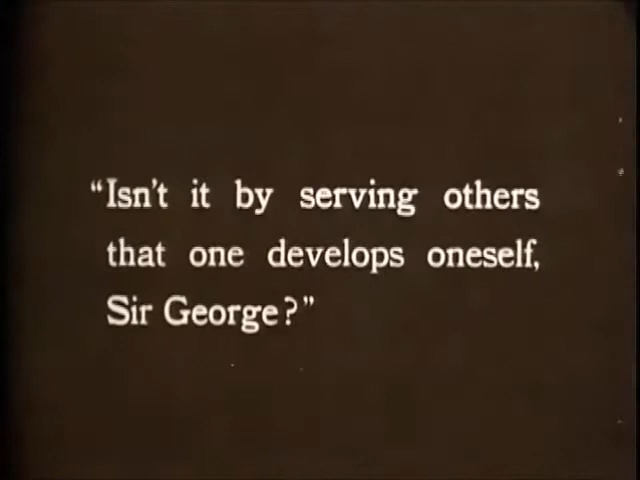 “Isn't it by serving others
that one develops oneself,
Sir George?”